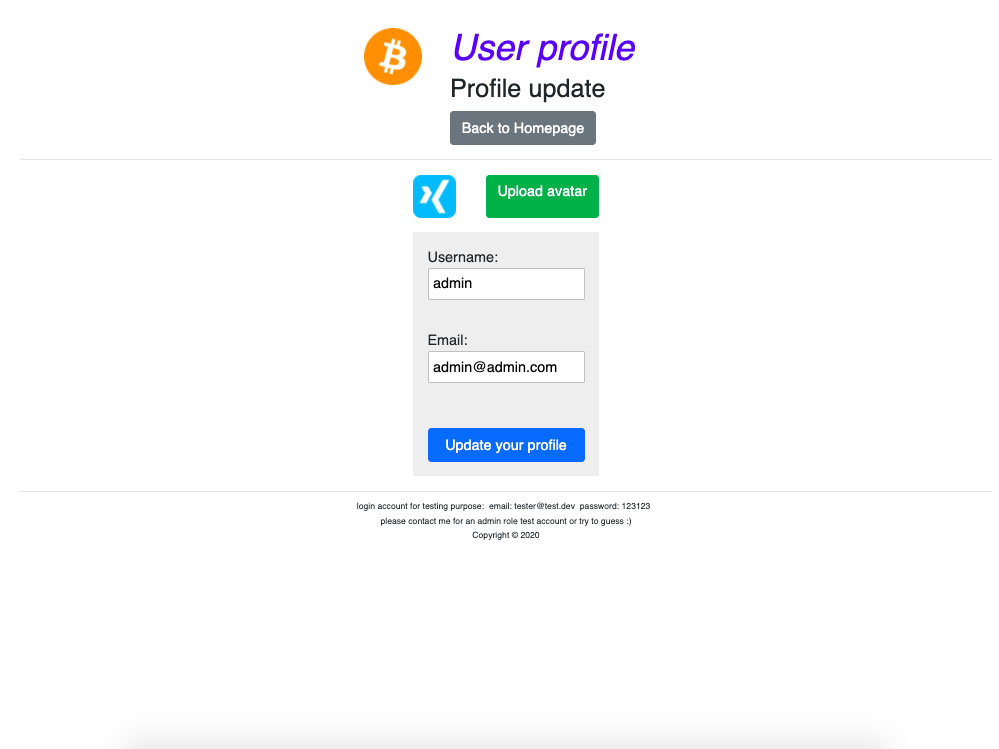 User profile
Profile update
Back to Homepage
Upload avatar
Username:
admin
Email:
admin@admin.com
Update your profile
login account for testing purpose:  email: tester@test.dev  password: 123123
please contact me for an admin role test account or try to guess :)
Copyright © 2020